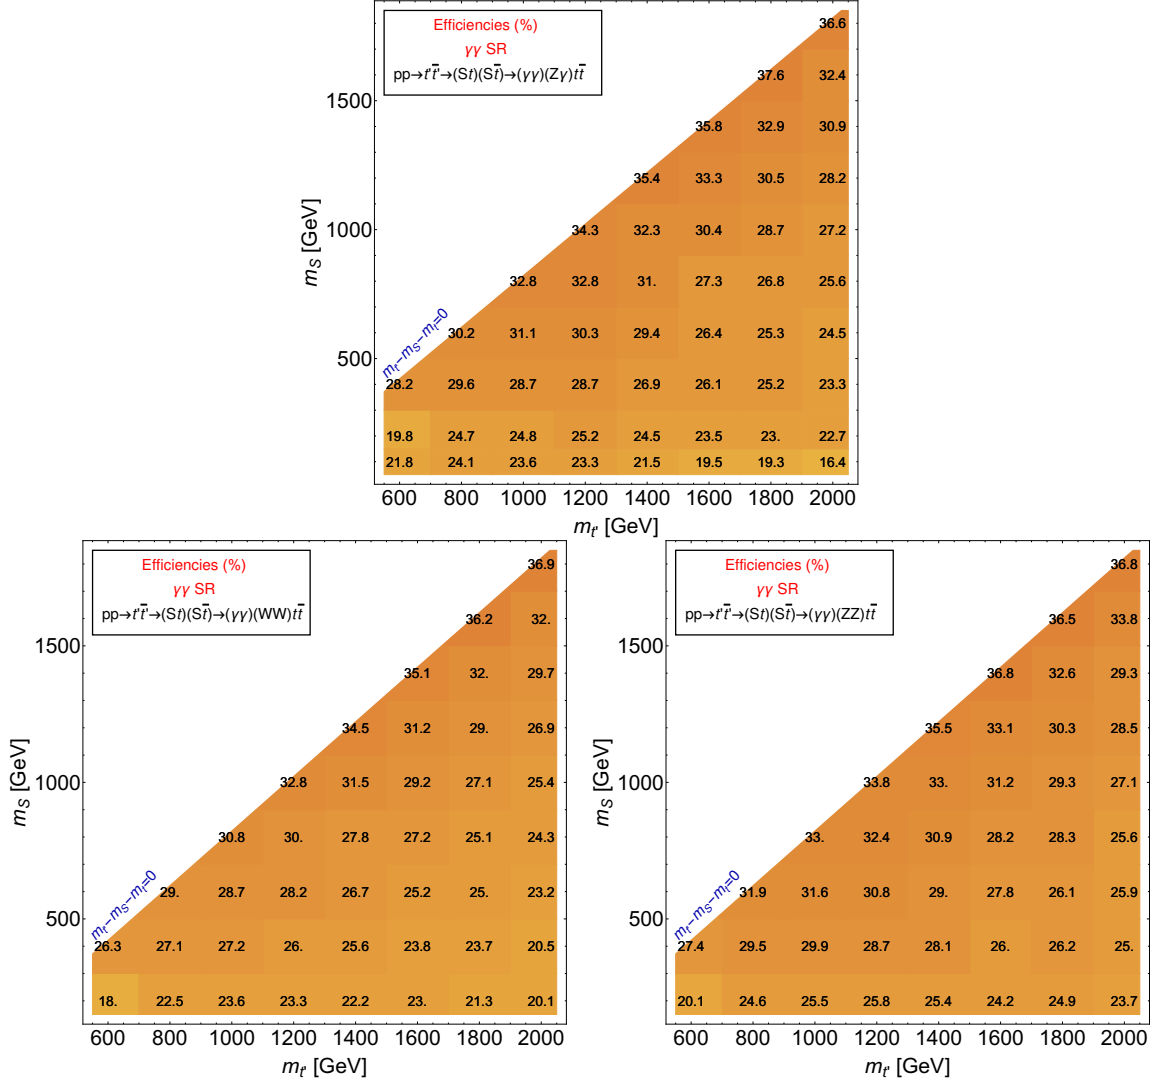 Efficiencies (%)
γγ SR
pp→t't̅'→(St)(St̅)→(γγ)(Zγ)tt̅
36.6
37.6 32.4
1500
35.8 32.9 30.9
35.4 33.3 30.5 28.2
1000
34.3 32.3 30.4 28.7 27.2
32.8 32.8 31. 27.3 26.8 25.6
m_S [GeV]
m_t'-m_S-m_t=0
30.2 31.1 30.3 29.4 26.4 25.3 24.5
500
28.2 29.6 28.7 28.7 26.9 26.1 25.2 23.3
19.8 24.7 24.8 25.2 24.5 23.5 23. 22.7
21.8 24.1 23.6 23.3 21.5 19.5 19.3 16.4
600 800 1000 1200 1400 1600 1800 2000
m_t' [GeV]
Efficiencies (%)
γγ SR
pp→t't̅'→(St)(St̅)→(γγ)(WW)tt̅
36.9
36.2 32.
1500
35.1 32. 29.7
34.5 31.2 29. 26.9
1000
32.8 31.5 29.2 27.1 25.4
30.8 30. 27.8 27.2 25.1 24.3
m_S [GeV]
m_t'-m_S-m_t=0
29. 28.7 28.2 26.7 25.2 25. 23.2
500
26.3 27.1 27.2 26. 25.6 23.8 23.7 20.5
18. 22.5 23.6 23.3 22.2 23. 21.3 20.1
600 800 1000 1200 1400 1600 1800 2000
m_t' [GeV]
Efficiencies (%)
γγ SR
pp→t't̅'→(St)(St̅)→(γγ)(ZZ)tt̅
36.8
36.5 33.8
1500
36.8 32.6 29.3
35.5 33.1 30.3 28.5
1000
33.8 33. 31.2 29.3 27.1
33. 32.4 30.9 28.2 28.3 25.6
m_S [GeV]
m_t'-m_S-m_t=0
31.9 31.6 30.8 29. 27.8 26.1 25.9
500
27.4 29.5 29.9 28.7 28.1 26. 26.2 25.
20.1 24.6 25.5 25.8 25.4 24.2 24.9 23.7
600 800 1000 1200 1400 1600 1800 2000
m_t' [GeV]